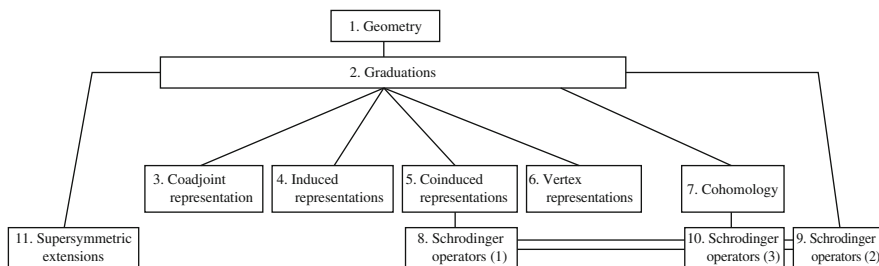 1. Geometry
2. Graduations
3. Coadjoint
representation
4. Induced
representations
5. Coinduced
representations
6. Vertex
representations
7. Cohomology
11. Supersymmetric
extensions
8. Schrodinger
operators (1)
10. Schrodinger
operators (3)
9. Schrodinger
operators (2)